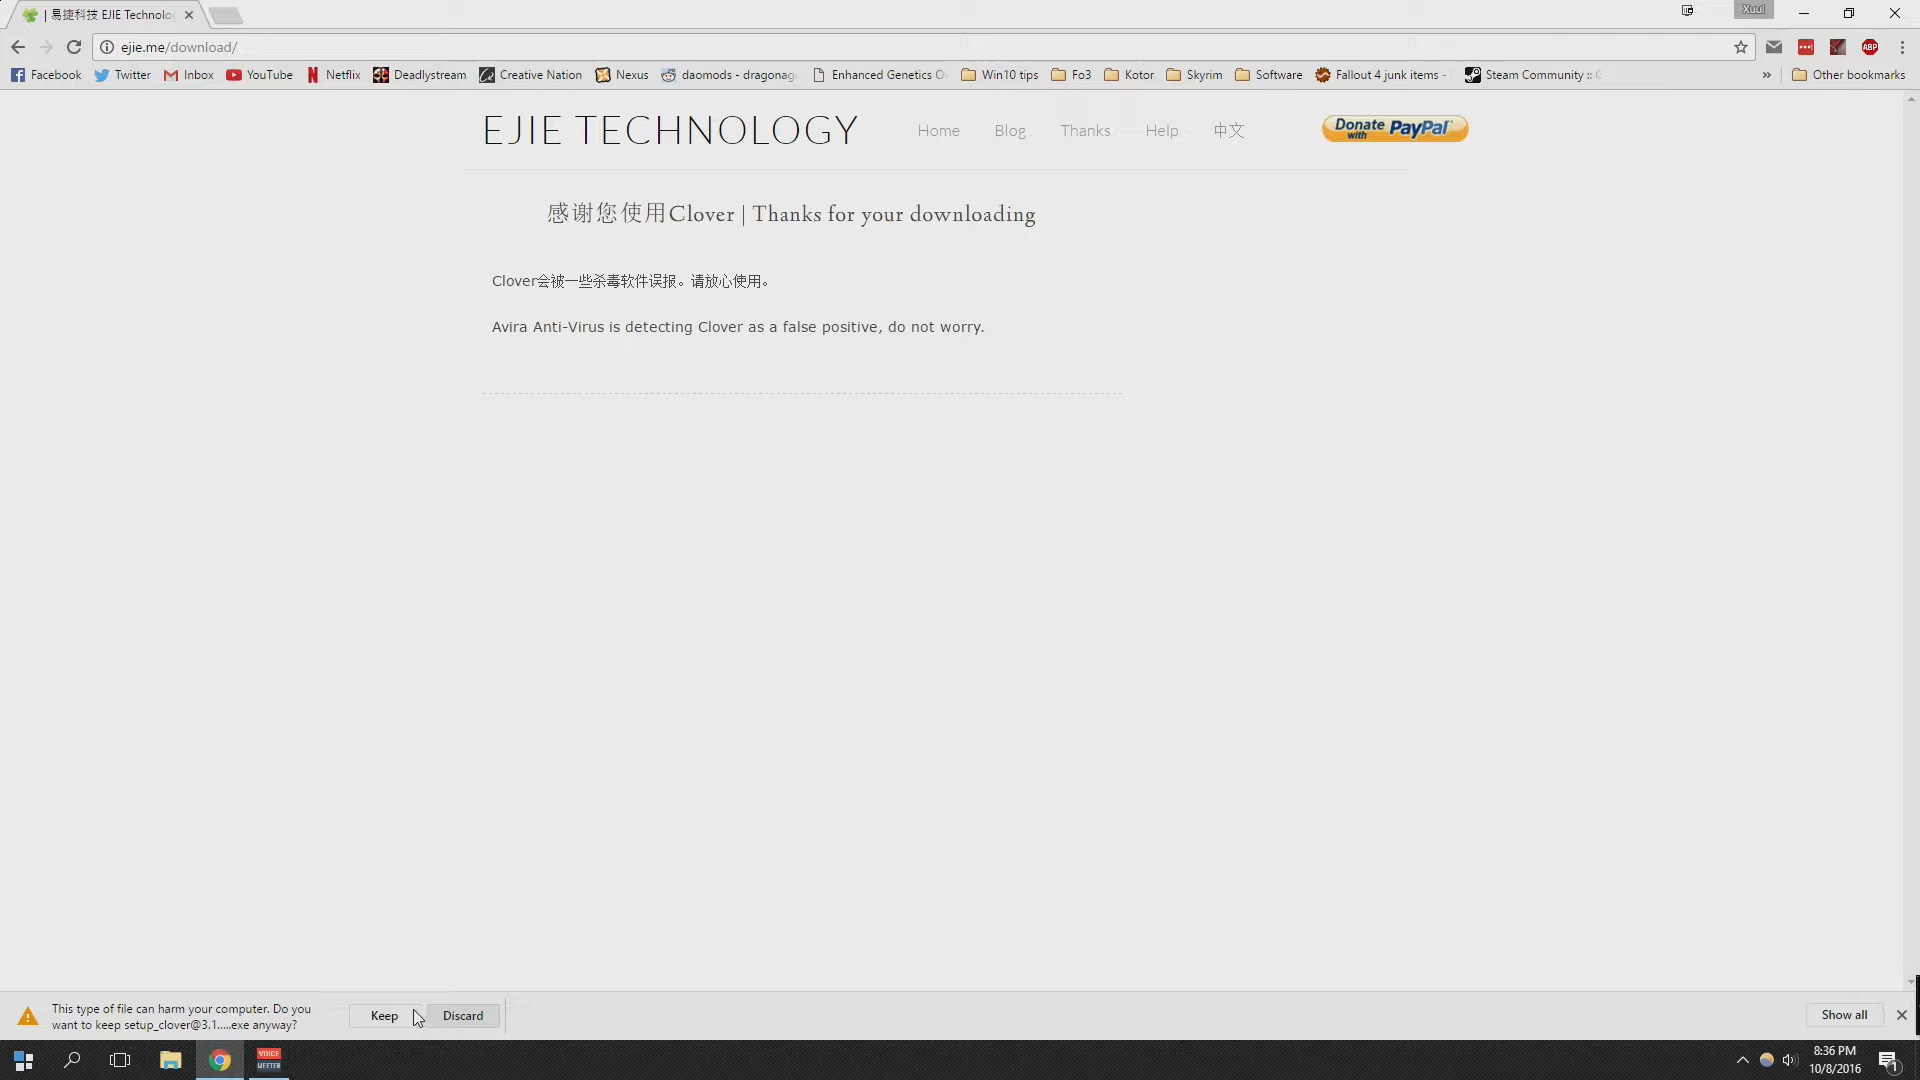 | 易捷科技 EJIE Technolo
Xuul
ejie.me/download/
ABP
Facebook
Twitter
Inbox
YouTube
Netflix
Deadlystream
Creative Nation
Nexus
daomods - dragonag
Enhanced Genetics O
Win10 tips
Fo3
Kotor
Skyrim
Software
Fallout 4 junk items -
Steam Community ::
»
Other bookmarks
EJIE TECHNOLOGY
Home
Blog
Thanks
Help
中文
Donate with PayPal
感谢您使用Clover | Thanks for your downloading
Clover会被一些杀毒软件误报。请放心使用。
Avira Anti-Virus is detecting Clover as a false positive, do not worry.
This type of file can harm your computer. Do you
want to keep setup_clover@3.1.....exe anyway?
Keep
Discard
Show all
VOICE
MEETER
8:36 PM
10/8/2016
1